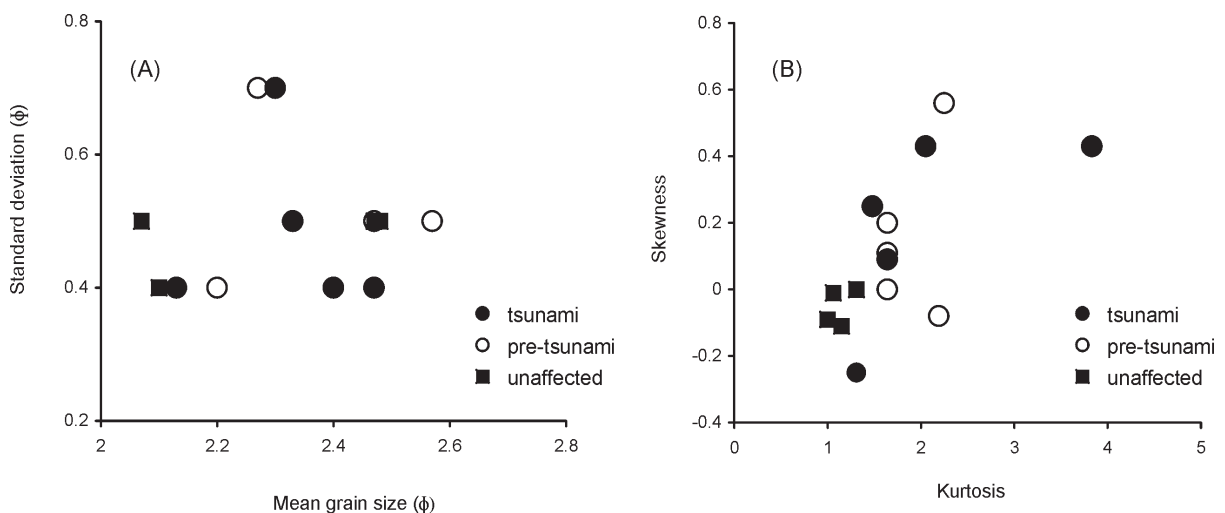 (A)
Standard deviation (ϕ)
0.8
0.6
0.4
0.2
2
2.2
2.4
2.6
2.8
Mean grain size (ϕ)
tsunami
pre-tsunami
unaffected
(B)
Skewness
0.8
0.6
0.4
0.2
0
-0.2
-0.4
0
1
2
3
4
5
Kurtosis
tsunami
pre-tsunami
unaffected